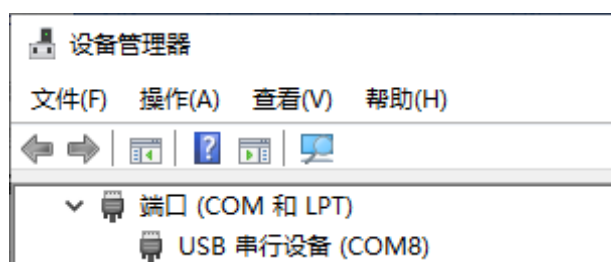 设备管理器
文件(F) 操作(A) 查看(V) 帮助(H)
端口 (COM 和 LPT)
USB 串行设备 (COM8)